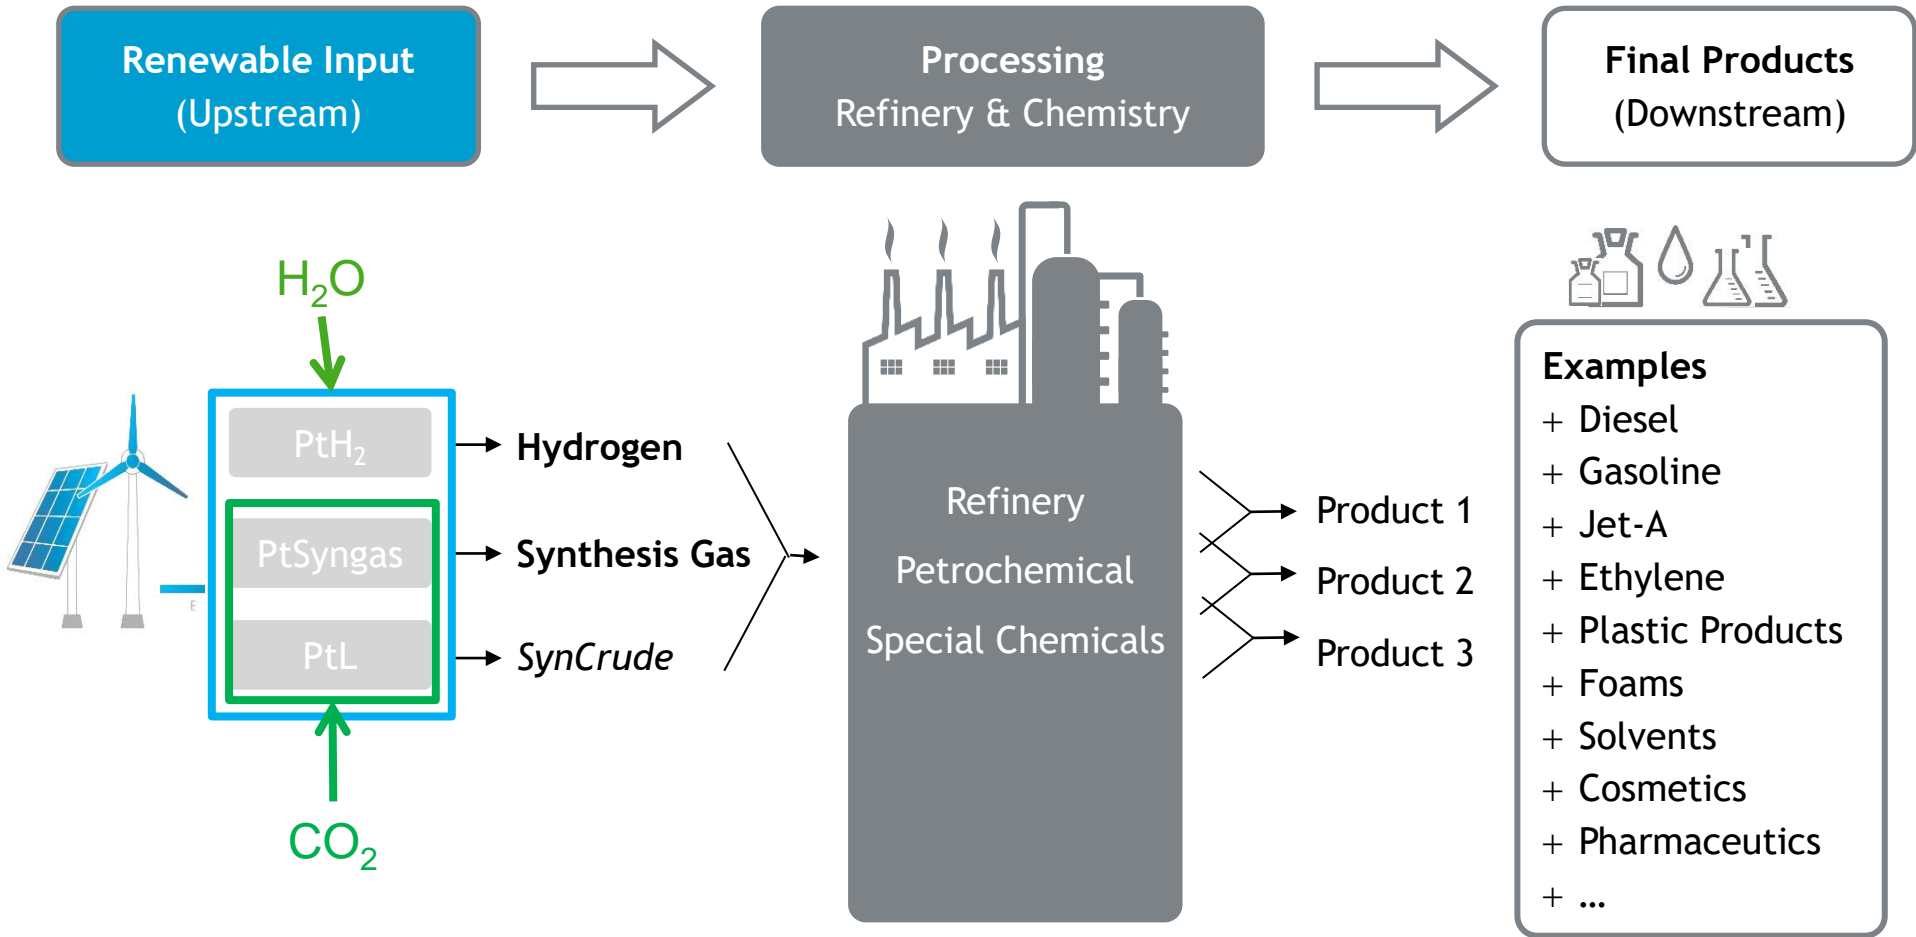 Renewable Input
(Upstream)
Processing
Refinery & Chemistry
Final Products
(Downstream)
H₂O
PtH₂
Hydrogen
PtSyngas
Synthesis Gas
E
PtL
SynCrude
CO₂
Refinery
Petrochemical
Special Chemicals
Product 1
Product 2
Product 3
Examples
+ Diesel
+ Gasoline
+ Jet-A
+ Ethylene
+ Plastic Products
+ Foams
+ Solvents
+ Cosmetics
+ Pharmaceutics
+ …